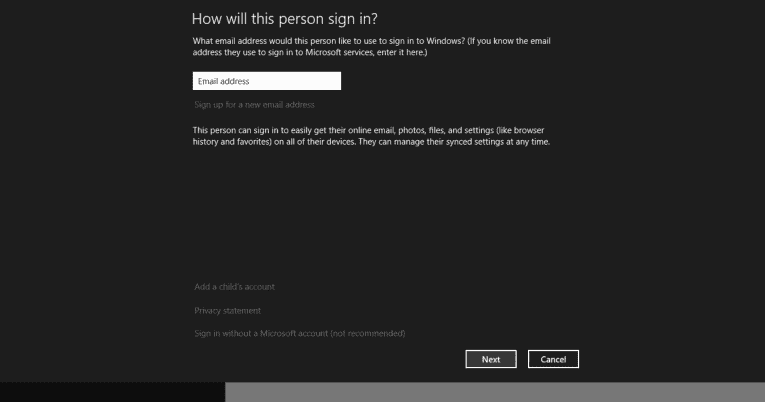 How will this person sign in?
What email address would this person like to use to sign in to Windows? (If you know the email
address they use to sign in to Microsoft services, enter it here.)
Email address
Sign up for a new email address
This person can sign in to easily get their online email, photos, files, and settings (like browser
history and favorites) on all of their devices. They can manage their synced settings at any time.
Add a child's account
Privacy statement
Sign in without a Microsoft account (not recommended)
Next Cancel